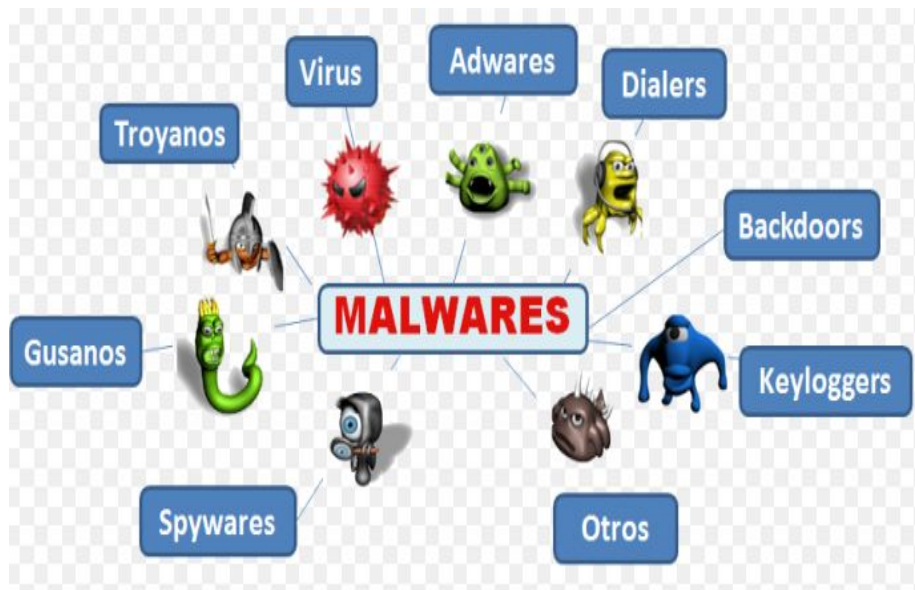 Virus
Adwares
Dialers
Troyanos
Backdoors
MALWARES
Gusanos
Keyloggers
Spywares
Otros